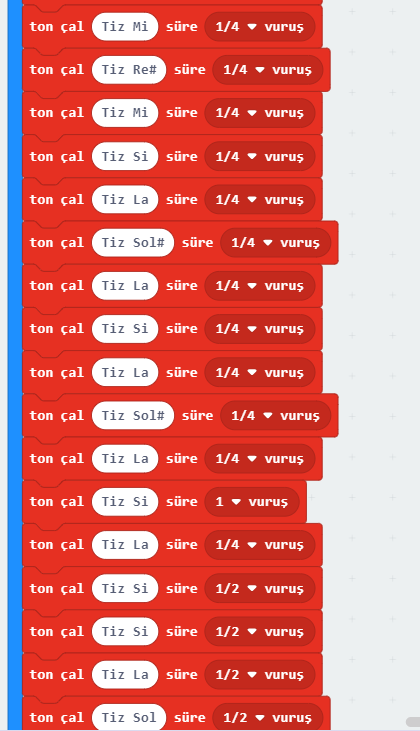 ton çal Tiz Mi süre 1/4 vuruş
ton çal Tiz Re# süre 1/4 vuruş
ton çal Tiz Mi süre 1/4 vuruş
ton çal Tiz Si süre 1/4 vuruş
ton çal Tiz La süre 1/4 vuruş
ton çal Tiz Sol# süre 1/4 vuruş
ton çal Tiz La süre 1/4 vuruş
ton çal Tiz Si süre 1/4 vuruş
ton çal Tiz La süre 1/4 vuruş
ton çal Tiz Sol# süre 1/4 vuruş
ton çal Tiz La süre 1/4 vuruş
ton çal Tiz Si süre 1 vuruş
ton çal Tiz La süre 1/4 vuruş
ton çal Tiz Si süre 1/2 vuruş
ton çal Tiz Si süre 1/2 vuruş
ton çal Tiz La süre 1/2 vuruş
ton çal Tiz Sol süre 1/2 vuruş